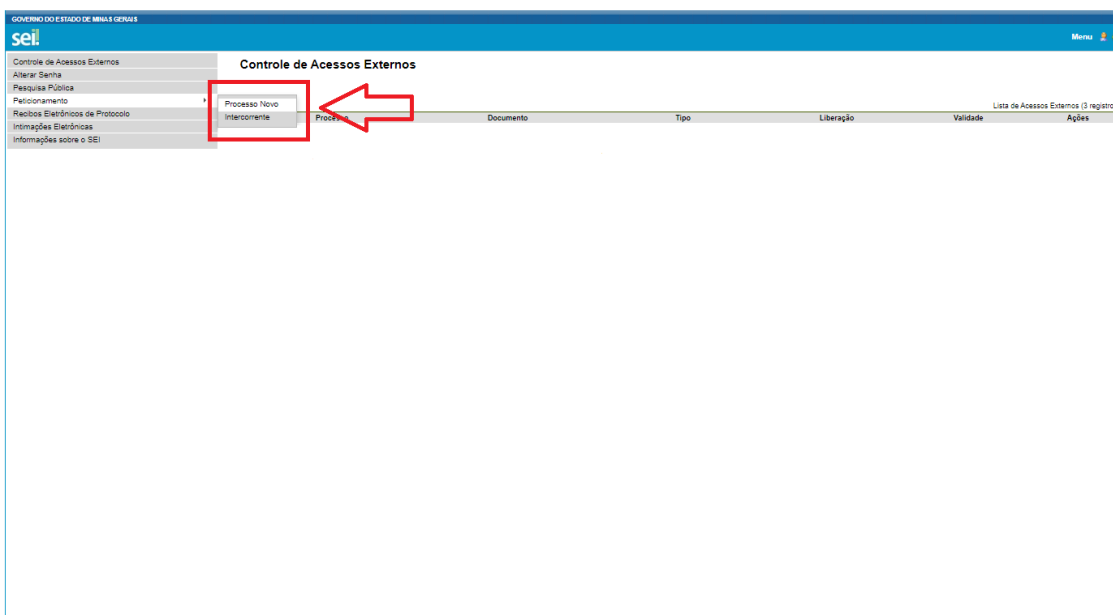 GOVERNO DO ESTADO DE MINAS GERAIS
sei!
Menu
Controle de Acessos Externos
Alterar Senha
Pesquisa Pública
Peticionamento
Recibos Eletrônicos de Protocolo
Intimações Eletrônicas
Informações sobre o SEI
Controle de Acessos Externos
Processo Novo
Intercorrente
Lista de Acessos Externos (3 registro
Processo Documento Tipo Liberação Validade Ações